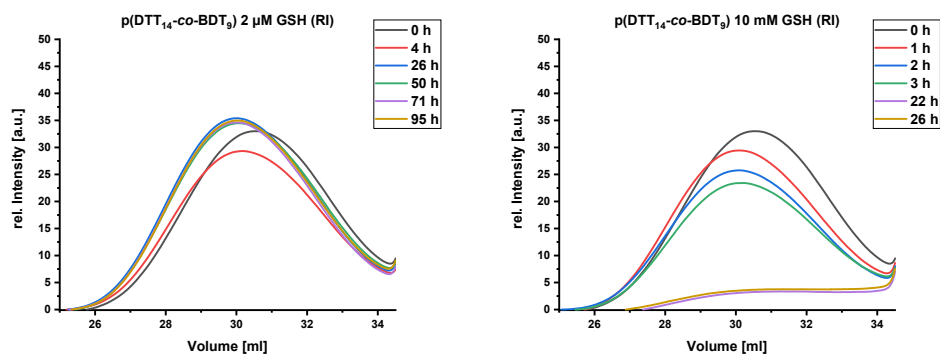 p(DTT₁₄-co-BDT₉) 2 µM GSH (RI)
0 h
4 h
26 h
50 h
71 h
95 h
rel. Intensity [a.u.]
50
45
40
35
30
25
20
15
10
5
0
26
28
30
32
34
Volume [ml]
p(DTT₁₄-co-BDT₉) 10 mM GSH (RI)
0 h
1 h
2 h
3 h
22 h
26 h
rel. Intensity [a.u.]
50
45
40
35
30
25
20
15
10
5
0
26
28
30
32
34
Volume [ml]